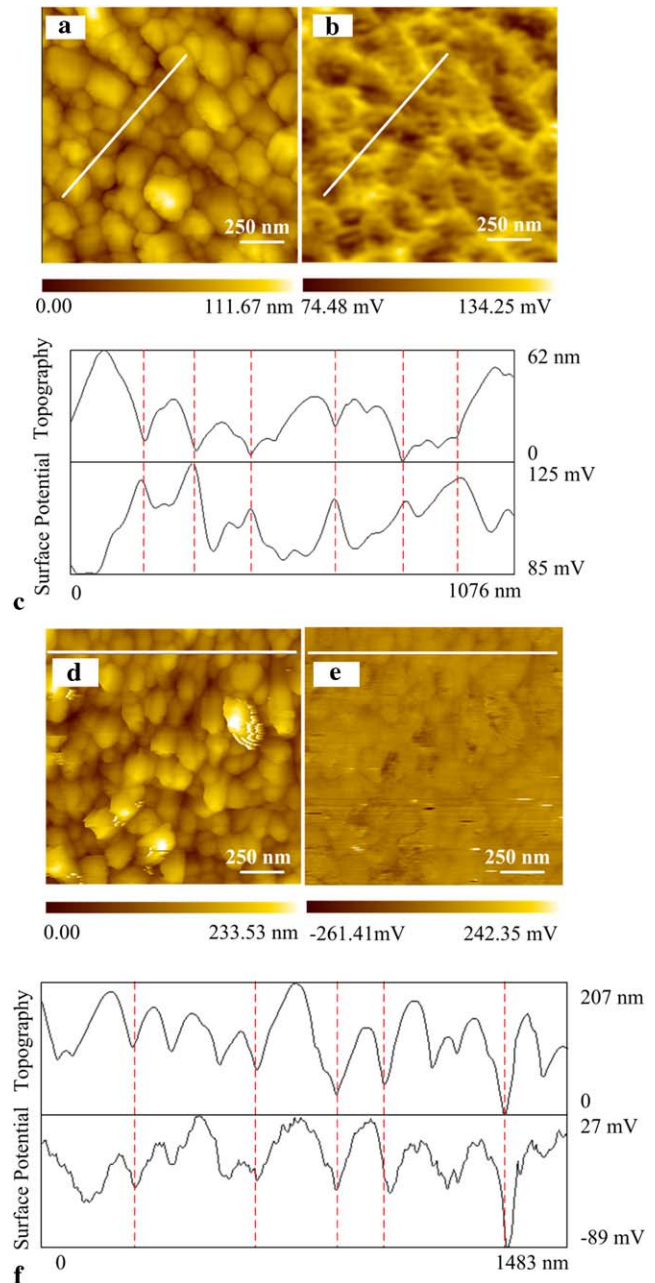 a b
250 nm 250 nm
0.00 111.67 nm 74.48 mV 134.25 mV
Topography
62 nm
0
Surface Potential
125 mV
85 mV
0 1076 nm
c
d e
250 nm 250 nm
0.00 233.53 nm -261.41mV 242.35 mV
Topography
207 nm
0
Surface Potential
27 mV
-89 mV
0 1483 nm
f